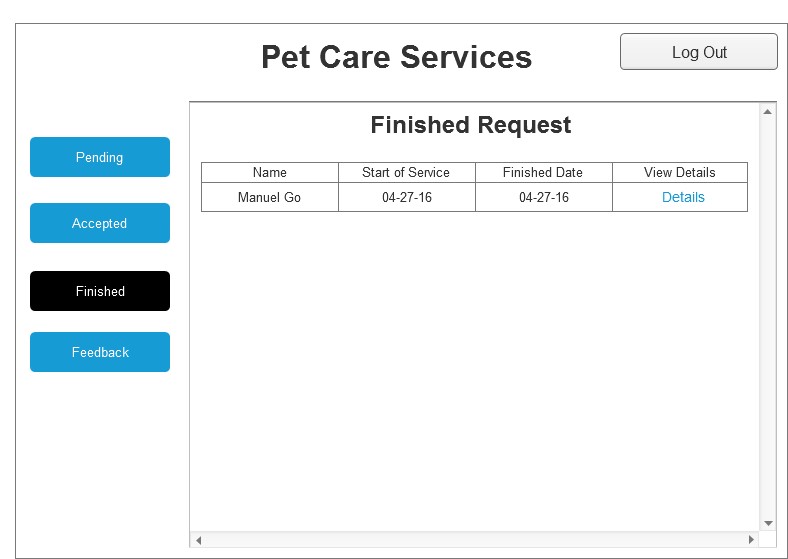 Pet Care Services
Log Out
Pending
Accepted
Finished
Feedback
Finished Request
Name Start of Service Finished Date View Details
Manuel Go 04-27-16 04-27-16 Details